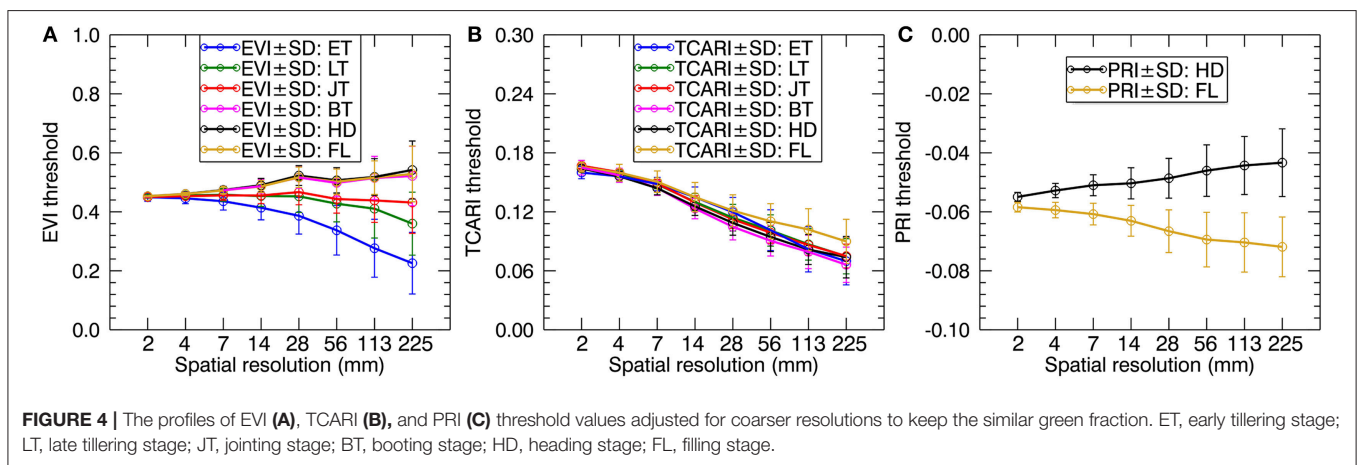 A
EVI threshold
1.0
0.8
0.6
0.4
0.2
0.0
EVI±SD: ET
EVI±SD: LT
EVI±SD: JT
EVI±SD: BT
EVI±SD: HD
EVI±SD: FL
2 4 7 14 28 56 113 225
Spatial resolution (mm)
B
TCARI threshold
0.30
0.24
0.18
0.12
0.06
0.00
TCARI±SD: ET
TCARI±SD: LT
TCARI±SD: JT
TCARI±SD: BT
TCARI±SD: HD
TCARI±SD: FL
2 4 7 14 28 56 113 225
Spatial resolution (mm)
C
PRI threshold
0.00
-0.02
-0.04
-0.06
-0.08
-0.10
PRI±SD: HD
PRI±SD: FL
2 4 7 14 28 56 113 225
Spatial resolution (mm)
FIGURE 4 | The profiles of EVI (A), TCARI (B), and PRI (C) threshold values adjusted for coarser resolutions to keep the similar green fraction. ET, early tillering stage;
LT, late tillering stage; JT, jointing stage; BT, booting stage; HD, heading stage; FL, filling stage.